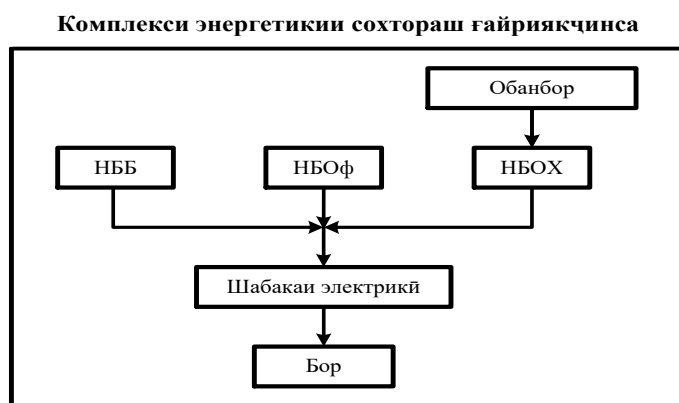 Комплекси энергетикии сохтораш ғайриякҷинса
Обанбор
НББ
НБОф
НБОХ
Шабакаи электрикӣ
Бор